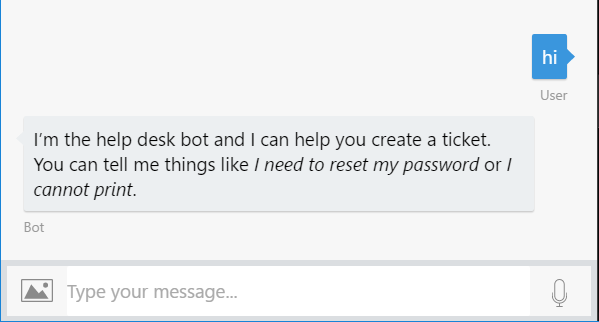 hi
User
I'm the help desk bot and I can help you create a ticket.
You can tell me things like I need to reset my password or I
cannot print.
Bot
Type your message...